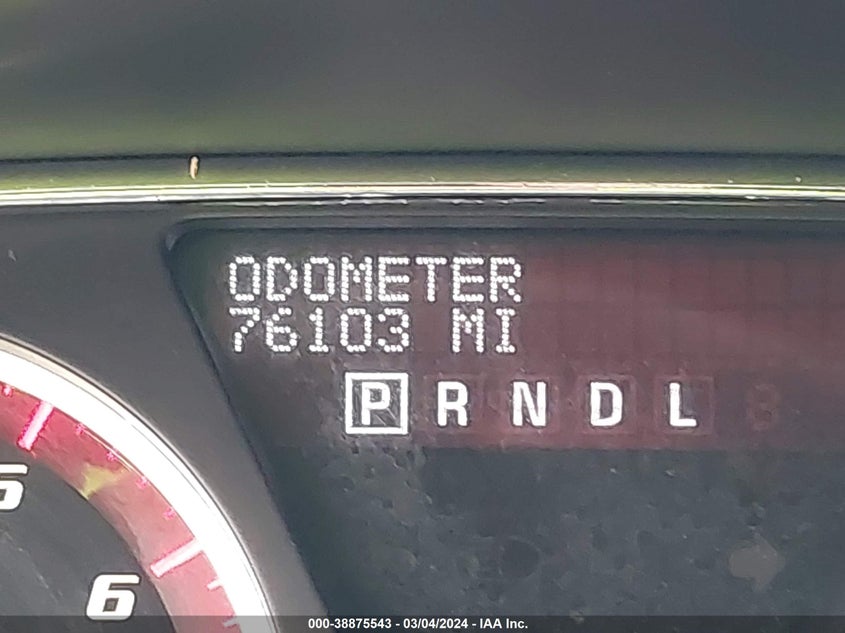 ODOMETER
76103 MI
P R N D L
5
6
000-38875543 - 03/04/2024 - IAA Inc.